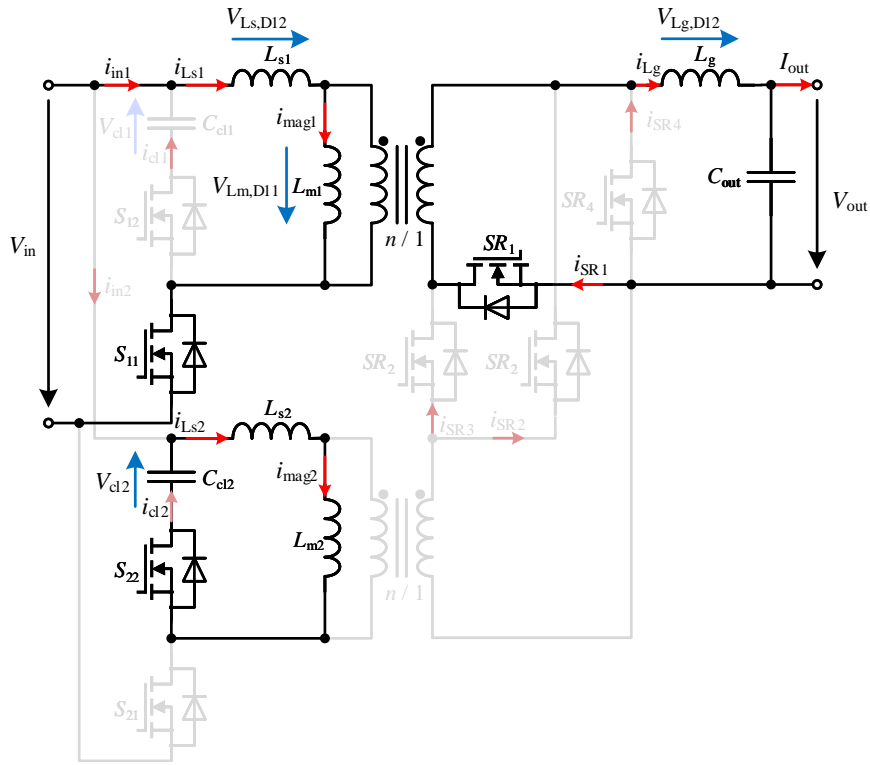 V_Ls,D12
V_Lg,D12
i_in1
i_Ls1
L_s1
i_Lg
L_g
I_out
V_cl1
C_cl1
i_mag1
i_SR4
i_cl1
V_Lm,D11
L_m1
S_12
SR_4
C_out
V_in
n / 1
SR_1
V_out
i_in2
i_SR1
S_11
SR_2
SR_2
i_Ls2
L_s2
i_SR3
i_SR2
V_cl2
C_cl2
i_mag2
i_cl2
L_m2
S_22
n / 1
S_21